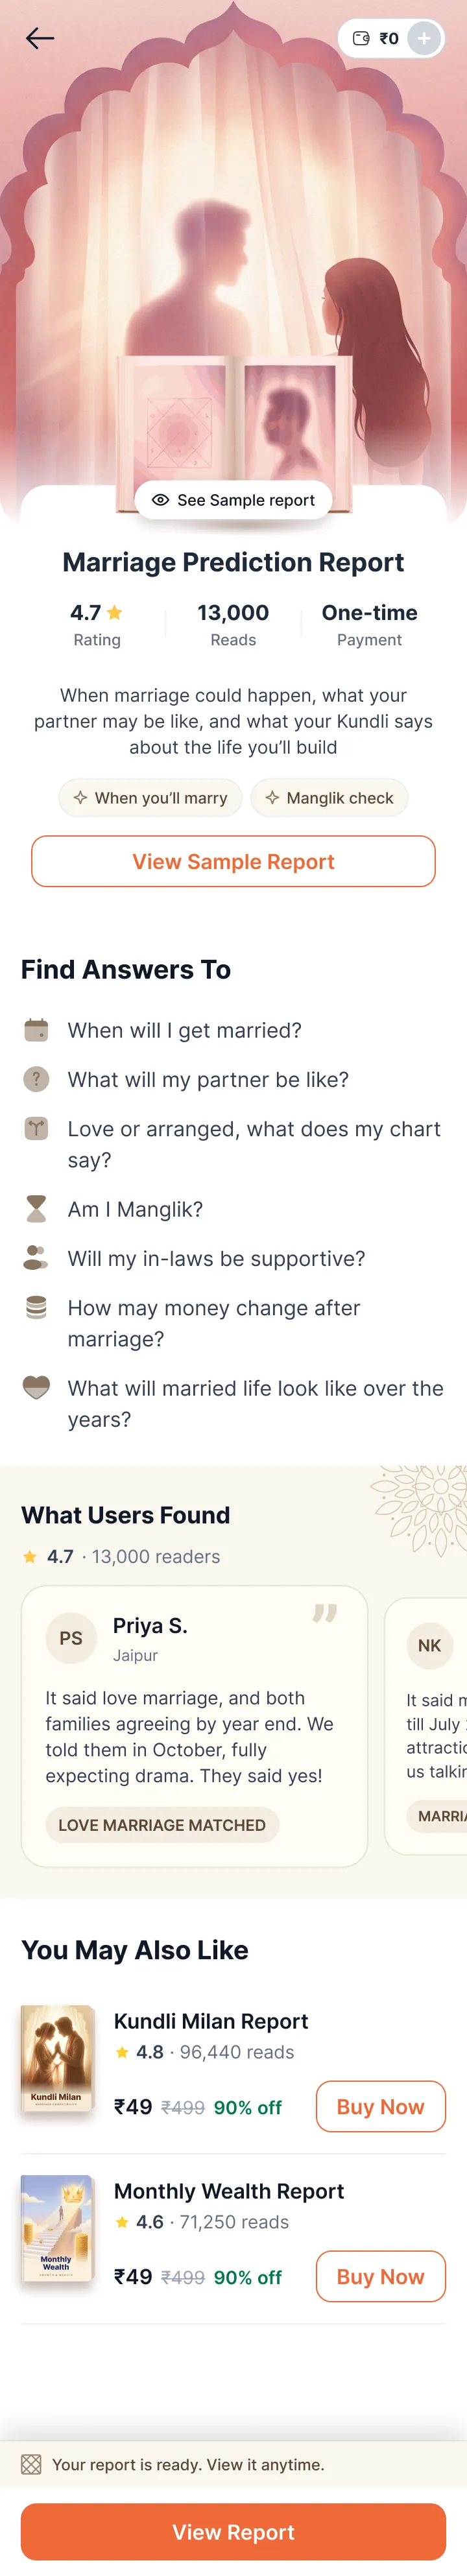 ₹0
See Sample report
Marriage Prediction Report
4.7
Rating
13,000
Reads
One-time
Payment
When marriage could happen, what your
partner may be like, and what your Kundli says
about the life you’ll build
When you’ll marry
Manglik check
View Sample Report
Find Answers To
When will I get married?
? What will my partner be like?
Love or arranged, what does my chart
say?
Am I Manglik?
Will my in-laws be supportive?
How may money change after
marriage?
What will married life look like over the
years?
What Users Found
4.7 · 13,000 readers
PS
Priya S.
Jaipur
”
It said love marriage, and both
families agreeing by year end. We
told them in October, fully
expecting drama. They said yes!
LOVE MARRIAGE MATCHED
NK
It said
till July
us
You May Also Like
Kundli Milan
Kundli Milan Report
4.8 · 96,440 reads
₹49 ₹499 90% off
Buy Now
Monthly
Wealth
Monthly Wealth Report
4.6 · 71,250 reads
₹49 ₹499 90% off
Buy Now
Your report is ready. View it anytime.
View Report